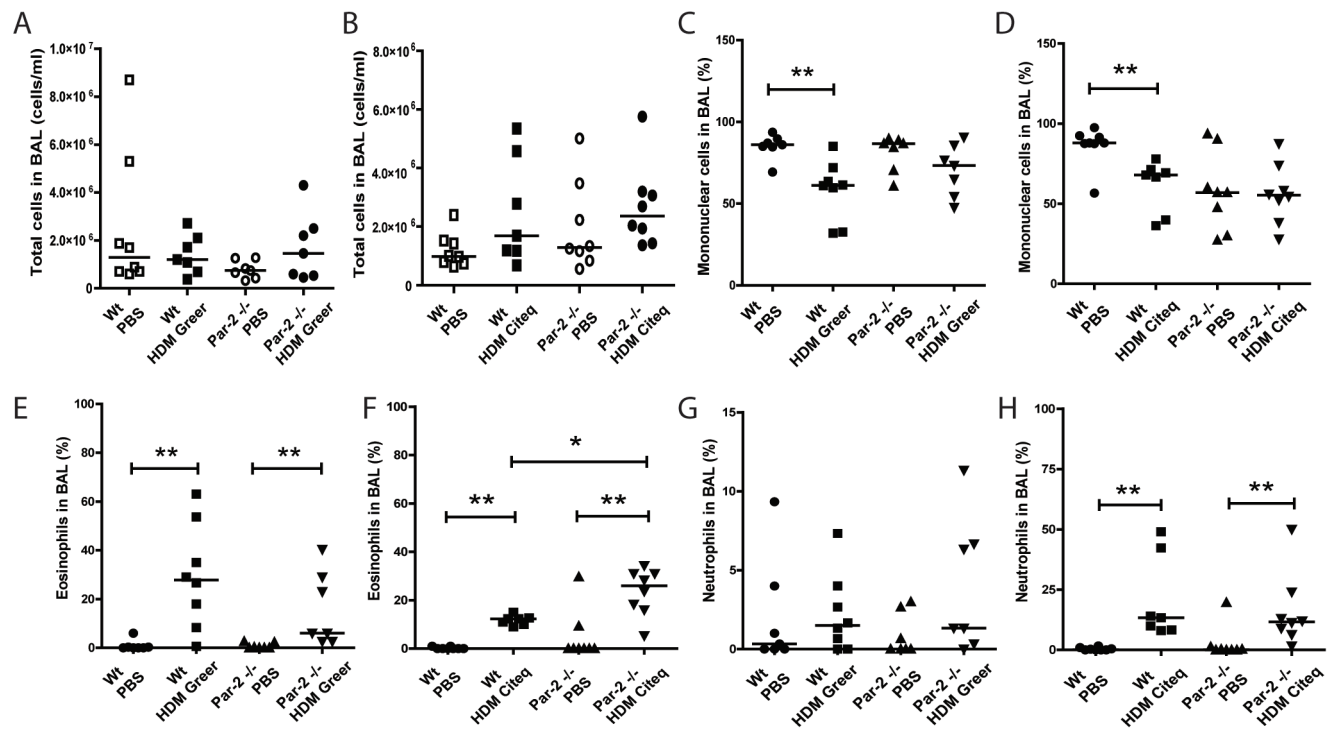 A
Total cells in BAL (cells/ml)
1.0×10⁷
8.0×10⁶
6.0×10⁶
4.0×10⁶
2.0×10⁶
0
Wt PBS
Wt HDM Greer
Par-2 -/- PBS
Par-2 -/- HDM Greer
B
Total cells in BAL (cells/ml)
8.0×10⁶
6.0×10⁶
4.0×10⁶
2.0×10⁶
0
Wt PBS
Wt HDM Citeq
Par-2 -/- PBS
Par-2 -/- HDM Citeq
C
Mononuclear cells in BAL (%)
150
100
50
0
**
Wt PBS
Wt HDM Greer
Par-2 -/- PBS
Par-2 -/- HDM Greer
D
Mononuclear cells in BAL (%)
150
100
50
0
**
Wt PBS
Wt HDM Citeq
Par-2 -/- PBS
Par-2 -/- HDM Citeq
E
Eosinophils in BAL (%)
100
80
60
40
20
0
**
**
Wt PBS
Wt HDM Greer
Par-2 -/- PBS
Par-2 -/- HDM Greer
F
Eosinophils in BAL (%)
100
80
60
40
20
0
*
**
**
Wt PBS
Wt HDM Citeq
Par-2 -/- PBS
Par-2 -/- HDM Citeq
G
Neutrophils in BAL (%)
15
10
5
0
Wt PBS
Wt HDM Greer
Par-2 -/- PBS
Par-2 -/- HDM Greer
H
Neutrophils in BAL (%)
100
75
50
25
0
**
**
Wt PBS
Wt HDM Citeq
Par-2 -/- PBS
Par-2 -/- HDM Citeq